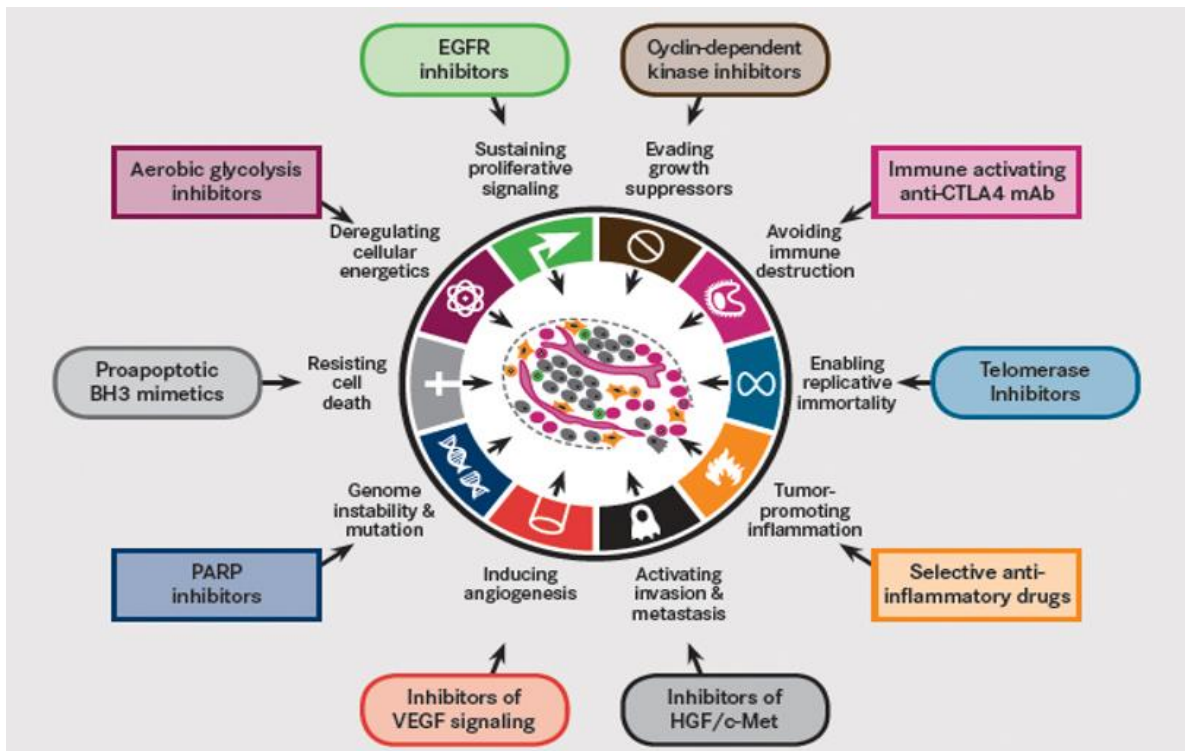 EGFR
inhibitors
Cyclin-dependent
kinase inhibitors
Sustaining
proliferative
signaling
Evading
growth
suppressors
Aerobic glycolysis
inhibitors
Immune activating
anti-CTLA4 mAb
Deregulating
cellular
energetics
Avoiding
immune
destruction
Proapoptotic
BH3 mimetics
Resisting
cell
death
Enabling
replicative
immortality
Telomerase
Inhibitors
Genome
instability &
mutation
Tumor-
promoting
inflammation
PARP
inhibitors
Inducing
angiogenesis
Activating
invasion &
metastasis
Selective anti-
inflammatory drugs
Inhibitors of
VEGF signaling
Inhibitors of
HGF/c-Met